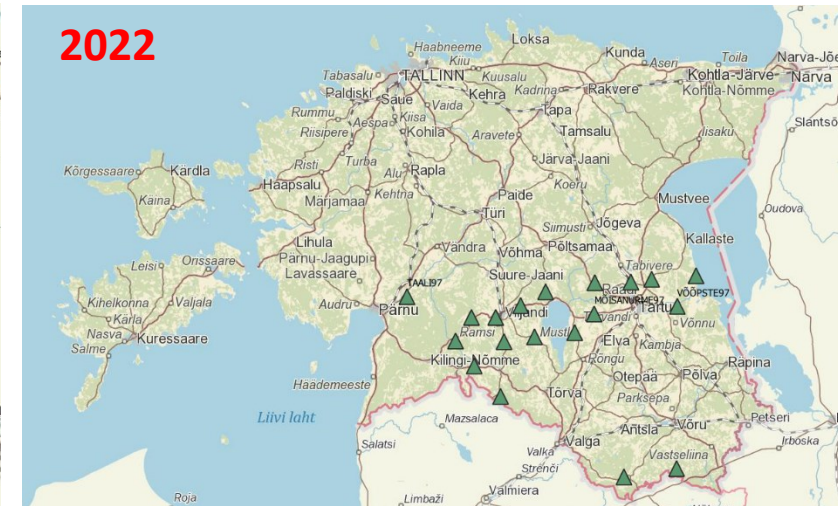 2022
Loksa
Haabneeme
Kunda
Toila
Narva-Jõe
Kiiu
Aseri
Tabasalu
TALLINN
Kuusalu
Kohtla-Järve
Narva
Paldiski
Saue
Kehra
Kadrina
Rakvere
Kohtla-Nõmme
Vaida
Tapa
Rummu
Kiisa
Aespa
Slantsõ
Riisipere
Kohila
Aravete
Tamsalu
Iisaku
Turba
Järva-Jaani
Kõrgessaare
Kärdla
Risti
Alu
Rapla
Koeru
Haapsalu
Kehtna
Paide
Mustvee
Käina
Märjamaa
Türi
Oudova
Siimusti
Jõgeva
Lihula
Kallaste
Vändra
Võhma
Põltsamaa
Pärnu-Jaagupi
Leisi
Orissaare
Tabivere
Lavassaare
Suure-Jaani
TAALI97
Raadi
VÕÕPSTE97
Kihelkonna
Valjala
Audru
Pärnu
MÕISANURME97
Kärla
Viljandi
Tartu
Võnnu
Nasva
Ramsi
Mustla
Salme
Kuressaare
Elva
Kambja
Kilingi-Nõmme
Rõngu
Räpina
Haademeeste
Otepää
Põlva
Tõrva
Parksepa
Liivi laht
Mazsalaca
Antsla
Võru
Petseri
Salatsi
Valka
Valga
Irboska
Strenči
Vastseliina
Roja
Limbaži
Valmiera